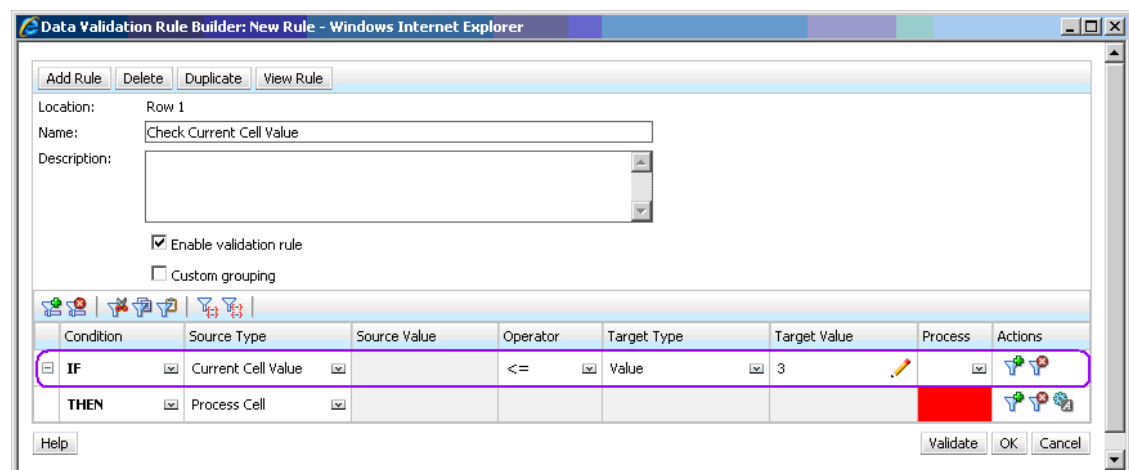 Data Validation Rule Builder: New Rule - Windows Internet Explorer
Add Rule Delete Duplicate View Rule
Location: Row 1
Name: Check Current Cell Value
Description:
Enable validation rule
Custom grouping
Condition Source Type Source Value Operator Target Type Target Value Process Actions
IF Current Cell Value <= Value 3
THEN Process Cell
Help Validate OK Cancel